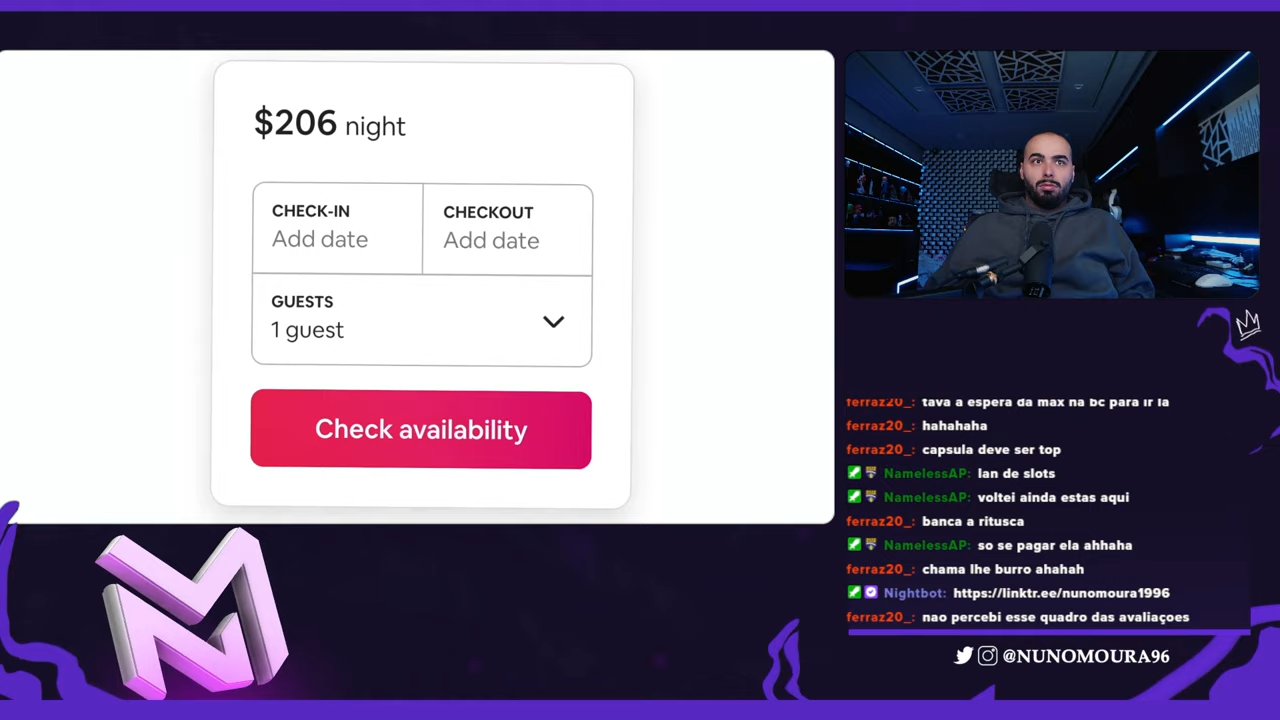 $206 night
CHECK-IN
Add date
CHECKOUT
Add date
GUESTS
1 guest
Check availability
ferraz20_: tava a espera da max na bc para ir la
ferraz20_: hahahaha
ferraz20_: capsula deve ser top
NamelessAP: lan de slots
NamelessAP: voltei ainda estas aqui
ferraz20_: banca a ritusca
NamelessAP: so se pagar ela ahhaha
ferraz20_: chama lhe burro ahahah
Nightbot: https://linktr.ee/nunomoura1996
ferraz20_: nao percebi esse quadro das avaliaçoes
@NUNOMOURA96
NM